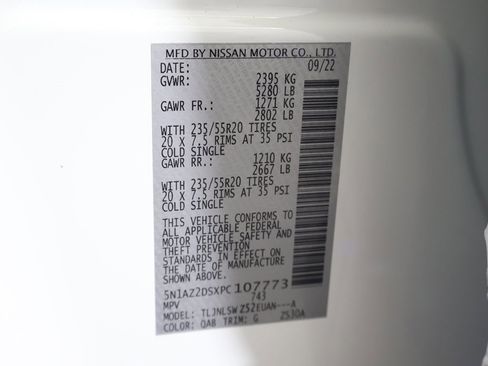 MFD BY NISSAN MOTOR CO., LTD.
DATE: 09/22
GVWR: 2395 KG
5280 LB
GAWR FR.: 1271 KG
2802 LB
WITH 235/55R20 TIRES
20 X 7.5 RIMS AT 35 PSI
COLD SINGLE
GAWR RR.: 1210 KG
2667 LB
WITH 235/55R20 TIRES
20 X 7.5 RIMS AT 35 PSI
COLD SINGLE
THIS VEHICLE CONFORMS TO
ALL APPLICABLE FEDERAL
MOTOR VEHICLE SAFETY AND
THEFT PREVENTION
STANDARDS IN EFFECT ON
THE DATE OF MANUFACTURE
SHOWN ABOVE.
5N1AZ2DSXPC107773
MPV 743
MODEL: TLJNLSWZ52EUAN---A
COLOR: QAB TRIM: G Z5J0A